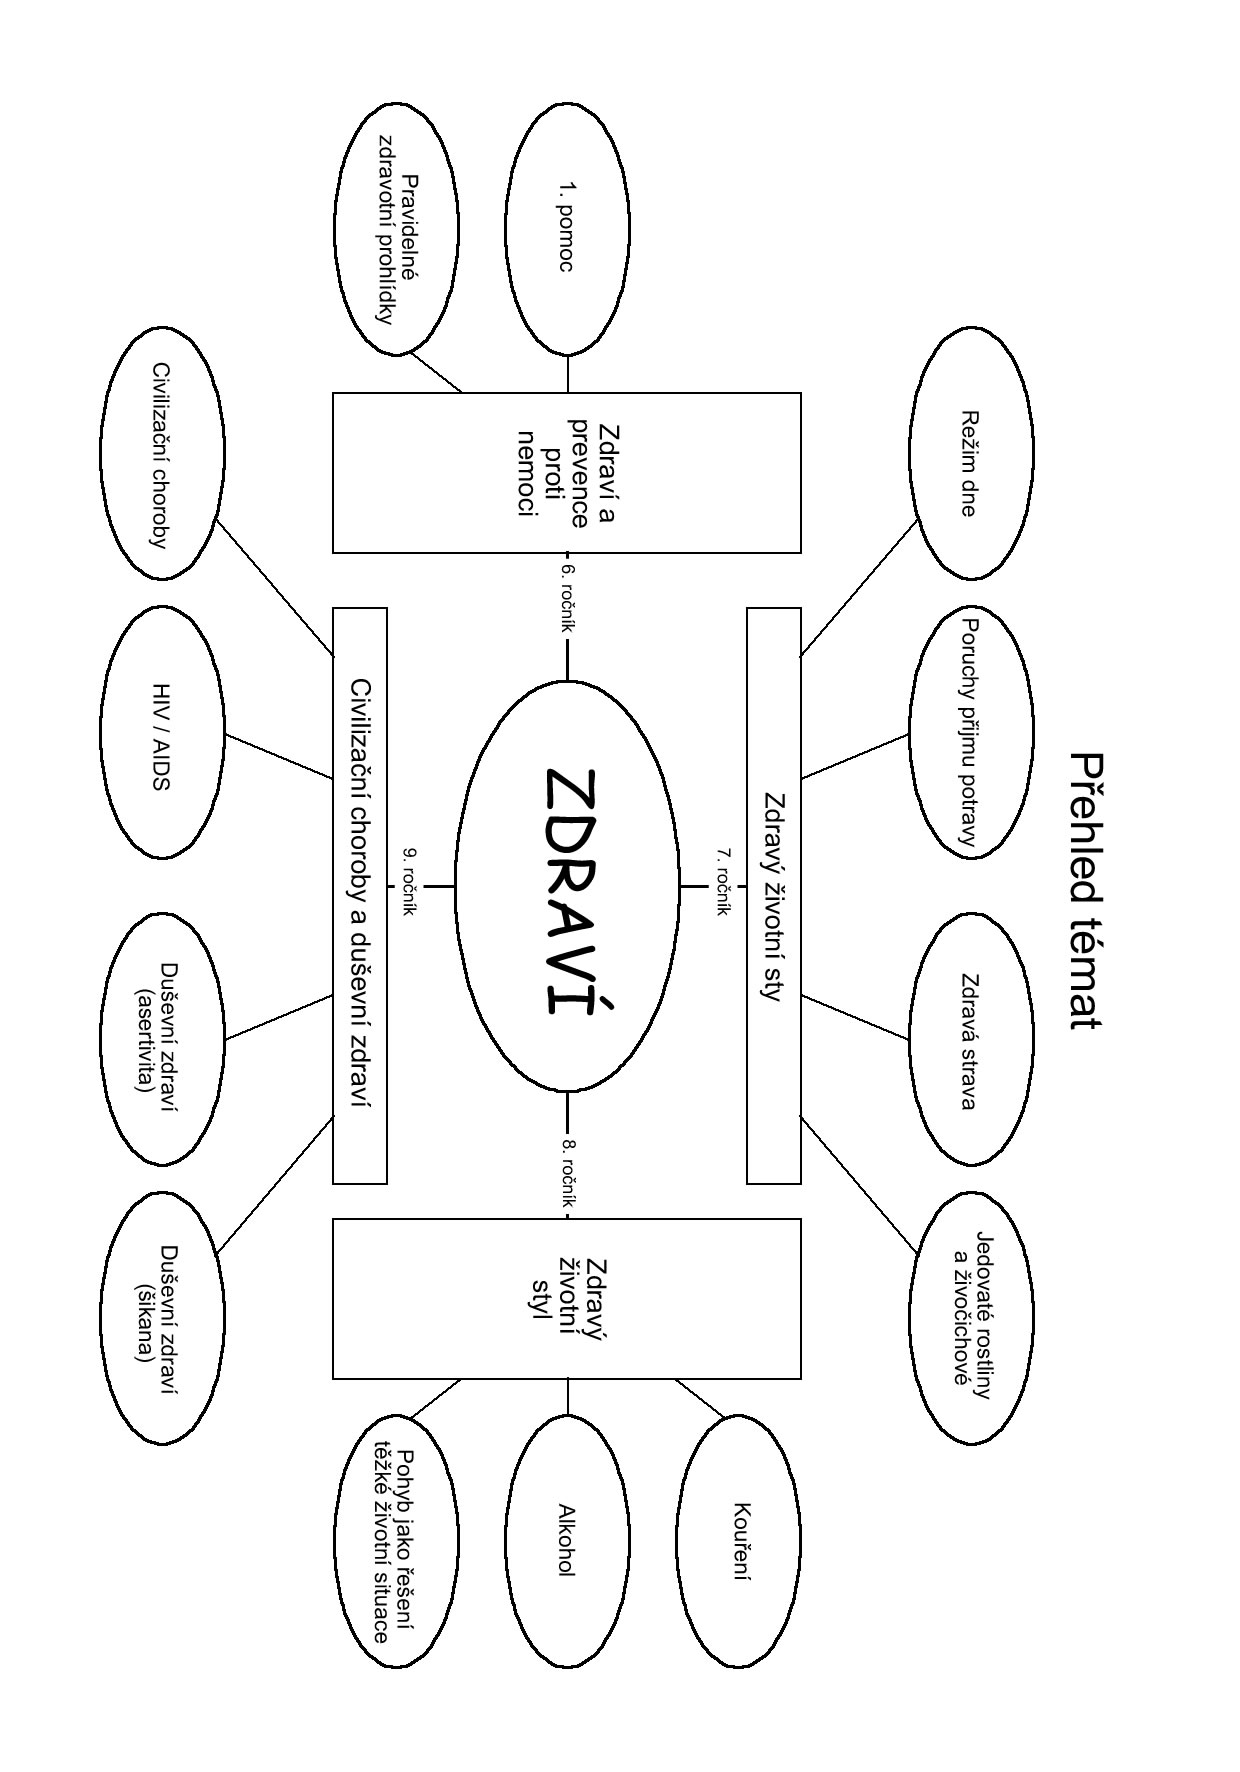 Přehled témat
Režim dne
Poruchy přijmu potravy
Zdravá strava
Jedovaté rostliny
a živočichové
Zdravý životní sty
7. ročník
1. pomoc
Pravidelné
zdravotní prohlídky
Zdraví a
prevence
proti
nemoci
6. ročník
ZDRAVÍ
8. ročník
Zdravý
životní
styl
Kouření
Alkohol
Pohyb jako řešení
těžké životní situace
9. ročník
Civilizační choroby a duševní zdraví
Civilizační choroby
HIV / AIDS
Duševní zdraví
(asertivita)
Duševní zdraví
(šikana)